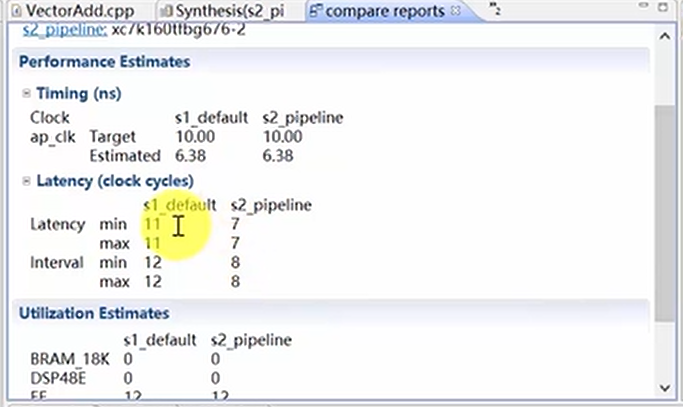 VectorAdd.cpp Synthesis(s2_pi compare reports "2
s2_pipeline: xc7k160tfbg676-2
Performance Estimates
Timing (ns)
Clock s1_default s2_pipeline
ap_clk Target 10.00 10.00
Estimated 6.38 6.38
Latency (clock cycles)
s1_default s2_pipeline
Latency min 11 7
max 11 7
Interval min 12 8
max 12 8
Utilization Estimates
s1_default s2_pipeline
BRAM_18K 0 0
DSP48E 0 0
FF 12 12